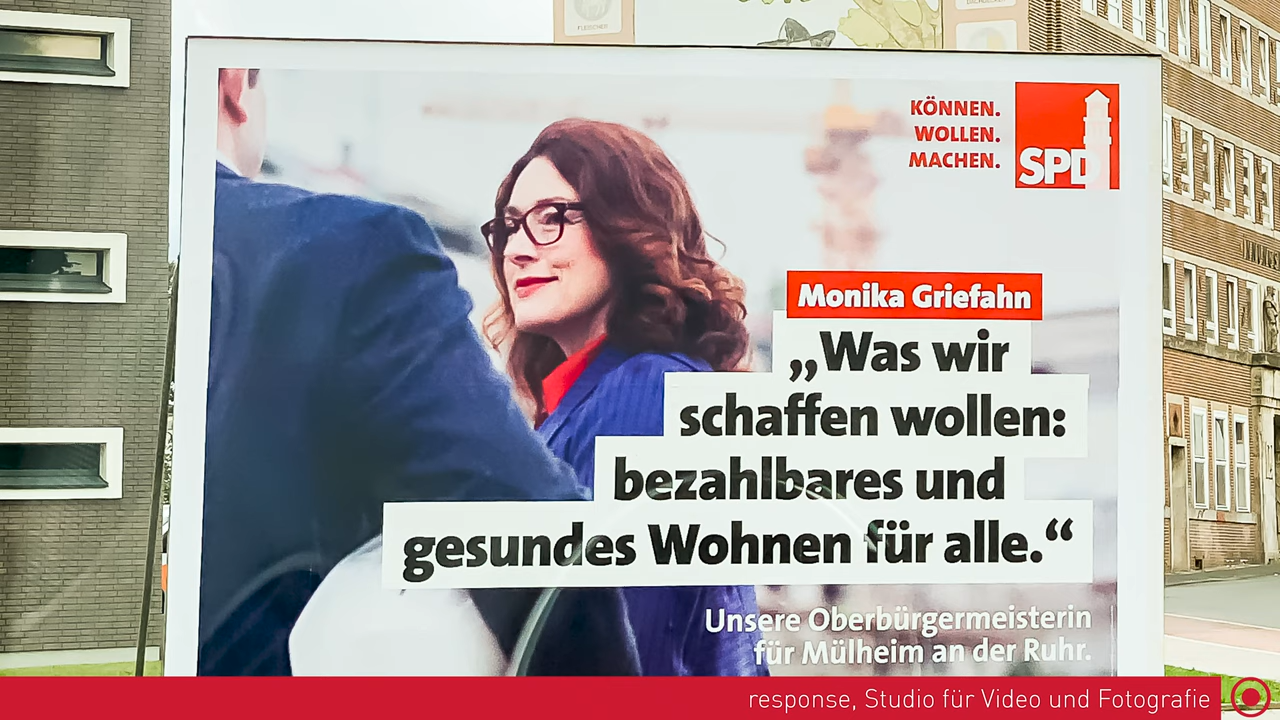 FLEISCHER
KÖNNEN.
WOLLEN.
MACHEN.
SPD
Monika Griefahn
„Was wir
schaffen wollen:
bezahlbares und
gesundes Wohnen für alle.“
Unsere Oberbürgermeisterin
für Mülheim an der Ruhr.
response, Studio für Video und Fotografie